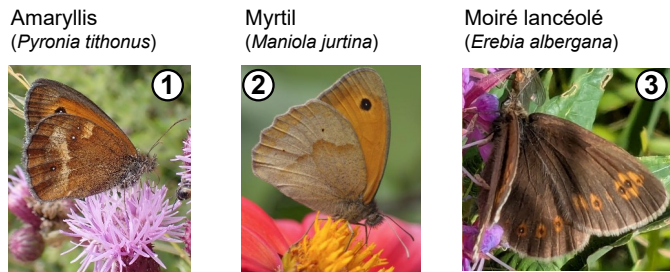 Amaryllis
(Pyronia tithonus)
1
Myrtil
(Maniola jurtina)
2
Moiré lancéolé
(Erebia albergana)
3